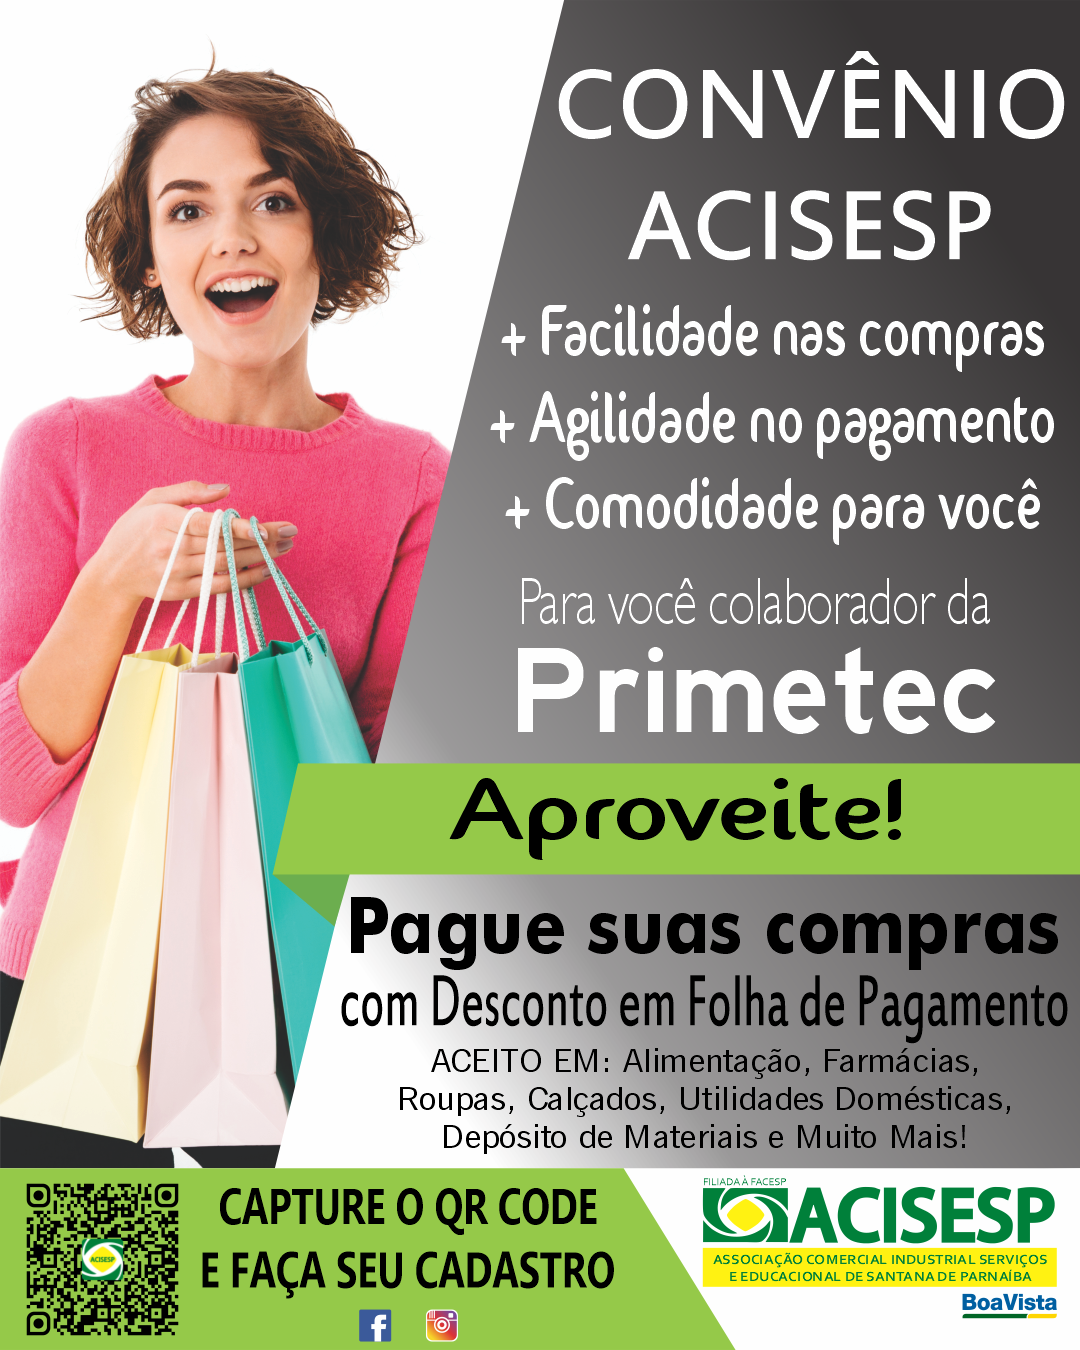 CONVÊNIO
ACISESP
+ Facilidade nas compras
+ Agilidade no pagamento
+ Comodidade para você
Para você colaborador da
Primetec
Aproveite!
Pague suas compras
com Desconto em Folha de Pagamento
ACEITO EM: Alimentação, Farmácias,
Roupas, Calçados, Utilidades Domésticas,
Depósito de Materiais e Muito Mais!
ACISESP
CAPTURE O QR CODE
E FAÇA SEU CADASTRO
FILIADA À FACESP
ACISESP
ASSOCIAÇÃO COMERCIAL INDUSTRIAL SERVIÇOS
E EDUCACIONAL DE SANTANA DE PARNAÍBA
BoaVista